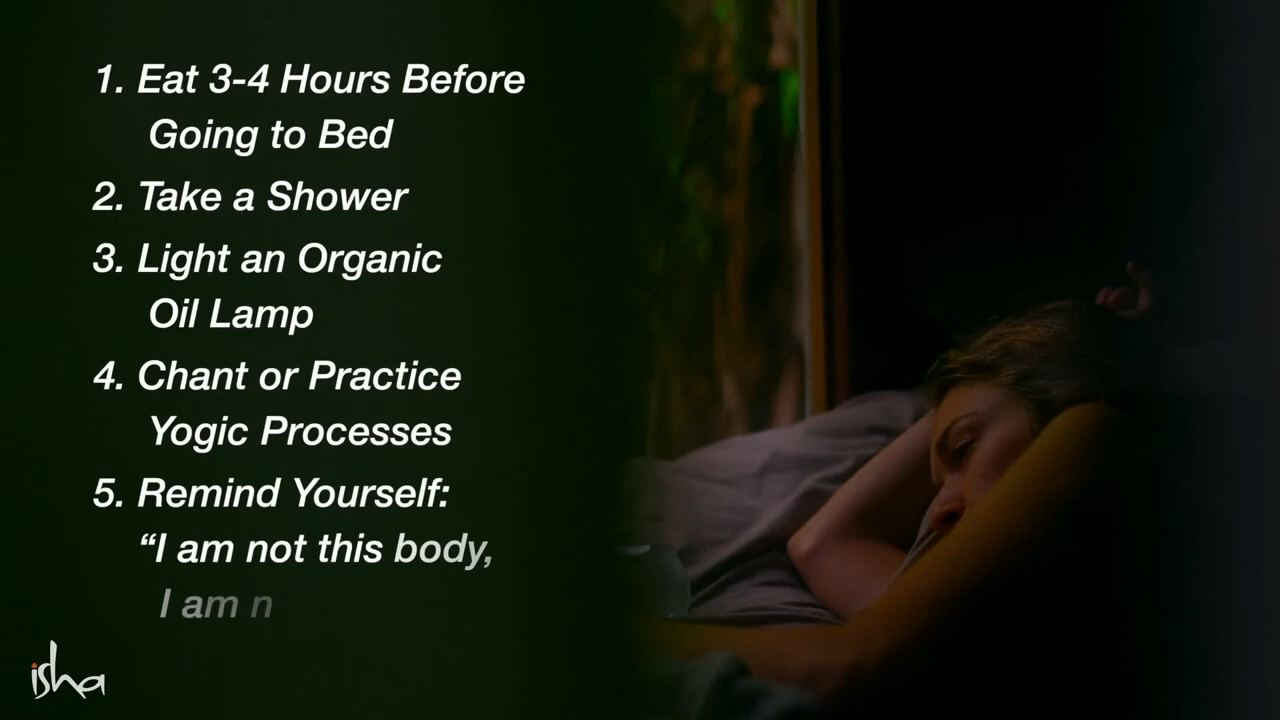 1. Eat 3-4 Hours Before
Going to Bed
2. Take a Shower
3. Light an Organic
Oil Lamp
4. Chant or Practice
Yogic Processes
5. Remind Yourself:
“I am not this body,
I am n
isha